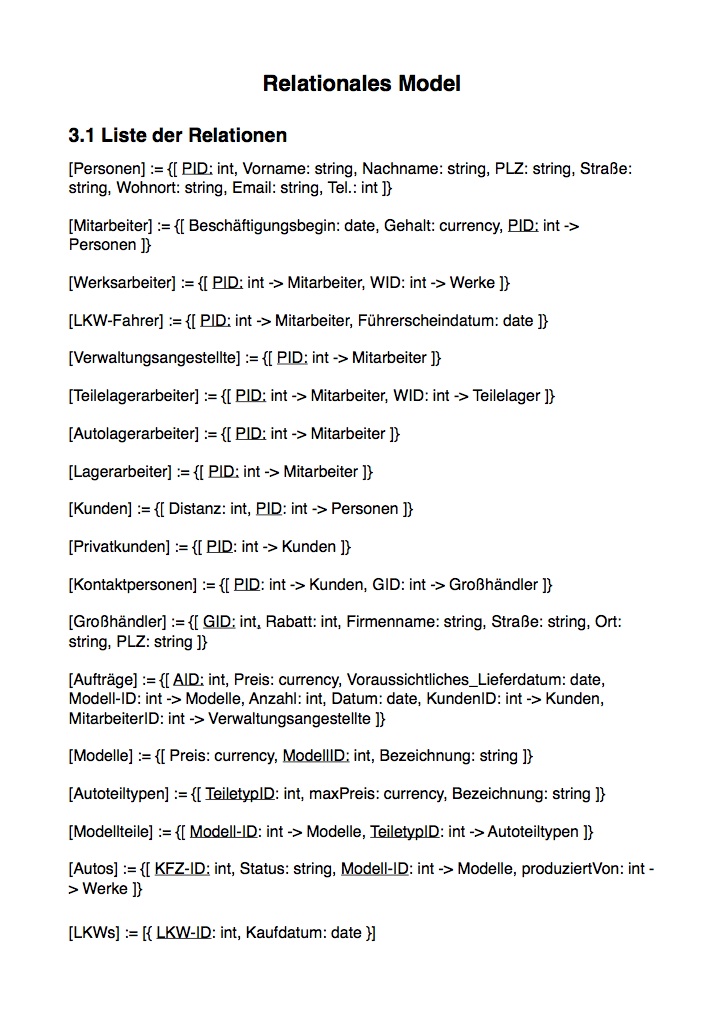 Relationales Model
3.1 Liste der Relationen
[Personen] := {[ PID: int, Vorname: string, Nachname: string, PLZ: string, Straße:
string, Wohnort: string, Email: string, Tel.: int ]}
[Mitarbeiter] := {[ Beschäftigungsbegin: date, Gehalt: currency, PID: int ->
Personen ]}
[Werksarbeiter] := {[ PID: int -> Mitarbeiter, WID: int -> Werke ]}
[LKW-Fahrer] := {[ PID: int -> Mitarbeiter, Führerscheindatum: date ]}
[Verwaltungsangestellte] := {[ PID: int -> Mitarbeiter ]}
[Teilelagerarbeiter] := {[ PID: int -> Mitarbeiter, WID: int -> Teilelager ]}
[Autolagerarbeiter] := {[ PID: int -> Mitarbeiter ]}
[Lagerarbeiter] := {[ PID: int -> Mitarbeiter ]}
[Kunden] := {[ Distanz: int, PID: int -> Personen ]}
[Privatkunden] := {[ PID: int -> Kunden ]}
[Kontaktpersonen] := {[ PID: int -> Kunden, GID: int -> Großhändler ]}
[Großhändler] := {[ GID: int, Rabatt: int, Firmenname: string, Straße: string, Ort:
string, PLZ: string ]}
[Aufträge] := {[ AID: int, Preis: currency, Voraussichtliches_Lieferdatum: date,
Modell-ID: int -> Modelle, Anzahl: int, Datum: date, KundenID: int -> Kunden,
MitarbeiterID: int -> Verwaltungsangestellte ]}
[Modelle] := {[ Preis: currency, ModellID: int, Bezeichnung: string ]}
[Autoteiltypen] := {[ TeiletypID: int, maxPreis: currency, Bezeichnung: string ]}
[Modellteile] := {[ Modell-ID: int -> Modelle, TeiletypID: int -> Autoteiltypen ]}
[Autos] := {[ KFZ-ID: int, Status: string, Modell-ID: int -> Modelle, produziertVon: int -
> Werke ]}
[LKWs] := [{ LKW-ID: int, Kaufdatum: date }]